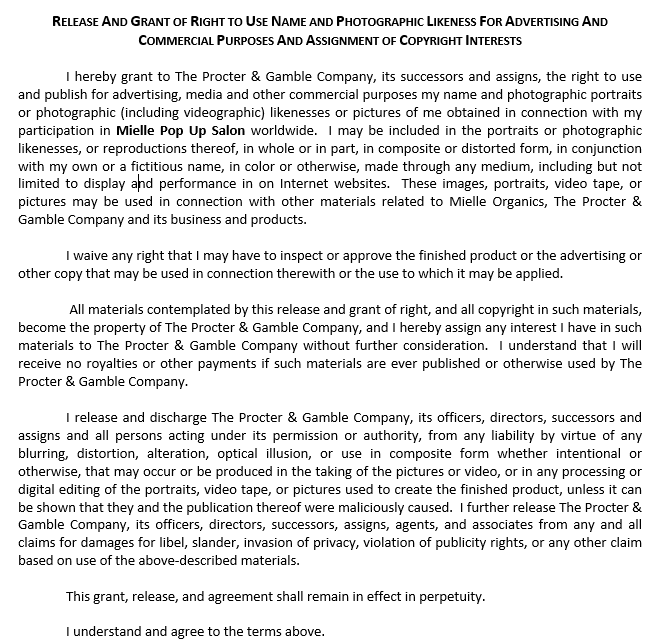 RELEASE AND GRANT OF RIGHT TO USE NAME AND PHOTOGRAPHIC LIKENESS FOR ADVERTISING AND
COMMERCIAL PURPOSES AND ASSIGNMENT OF COPYRIGHT INTERESTS
I hereby grant to The Procter & Gamble Company, its successors and assigns, the right to use
and publish for advertising, media and other commercial purposes my name and photographic portraits
or photographic (including videographic) likenesses or pictures of me obtained in connection with my
participation in Mielle Pop Up Salon worldwide. I may be included in the portraits or photographic
likenesses, or reproductions thereof, in whole or in part, in composite or distorted form, in conjunction
with my own or a fictitious name, in color or otherwise, made through any medium, including but not
limited to display and performance in on Internet websites. These images, portraits, video tape, or
pictures may be used in connection with other materials related to Mielle Organics, The Procter &
Gamble Company and its business and products.
I waive any right that I may have to inspect or approve the finished product or the advertising or
other copy that may be used in connection therewith or the use to which it may be applied.
All materials contemplated by this release and grant of right, and all copyright in such materials,
become the property of The Procter & Gamble Company, and I hereby assign any interest I have in such
materials to The Procter & Gamble Company without further consideration. I understand that I will
receive no royalties or other payments if such materials are ever published or otherwise used by The
Procter & Gamble Company.
I release and discharge The Procter & Gamble Company, its officers, directors, successors and
assigns and all persons acting under its permission or authority, from any liability by virtue of any
blurring, distortion, alteration, optical illusion, or use in composite form whether intentional or
otherwise, that may occur or be produced in the taking of the pictures or video, or in any processing or
digital editing of the portraits, video tape, or pictures used to create the finished product, unless it can
be shown that they and the publication thereof were maliciously caused. I further release The Procter &
Gamble Company, its officers, directors, successors, assigns, agents, and associates from any and all
claims for damages for libel, slander, invasion of privacy, violation of publicity rights, or any other claim
based on use of the above-described materials.
This grant, release, and agreement shall remain in effect in perpetuity.
I understand and agree to the terms above.